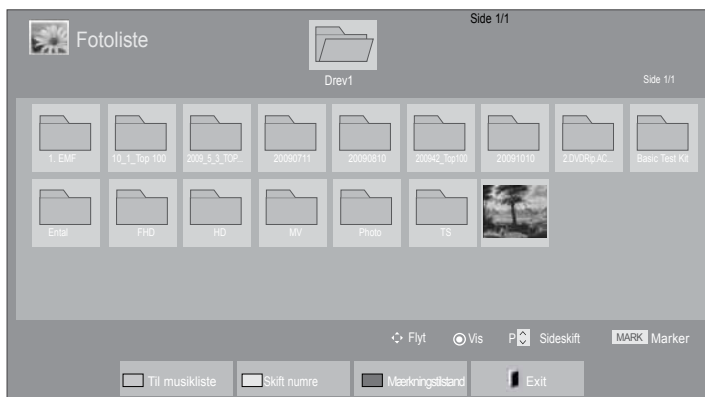 Side 1/1
Fotoliste
Drev1
Side 1/1
1. EMF
10_1_Top 100
2009_5_3_TOP...
20090711
20090810
200942_Top100
20091010
2.DVDRip.AC...
Basic Test Kit
Ental
FHD
HD
MV
Photo
TS
Flyt
Vis
P
Sideskift
MARK Marker
Til musikliste
Skift numre
Mærkningstilstand
Exit